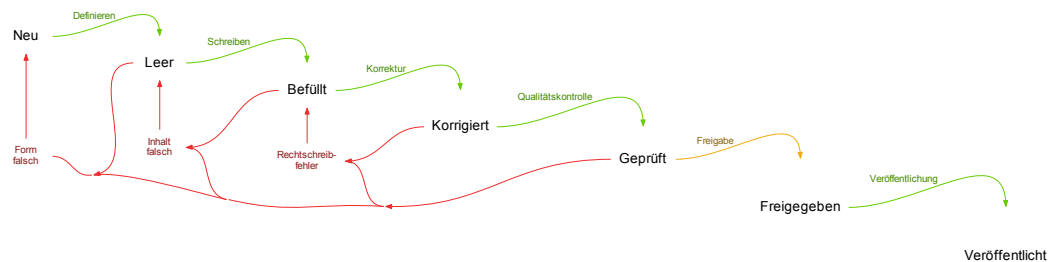 Definieren
Neu
Schreiben
Leer
Korrektur
Befüllt
Qualitätskontrolle
Korrigiert
Freigabe
Form
falsch
Inhalt
falsch
Rechtschreib-
fehler
Geprüft
Veröffentlichung
Freigegeben
Veröffentlicht